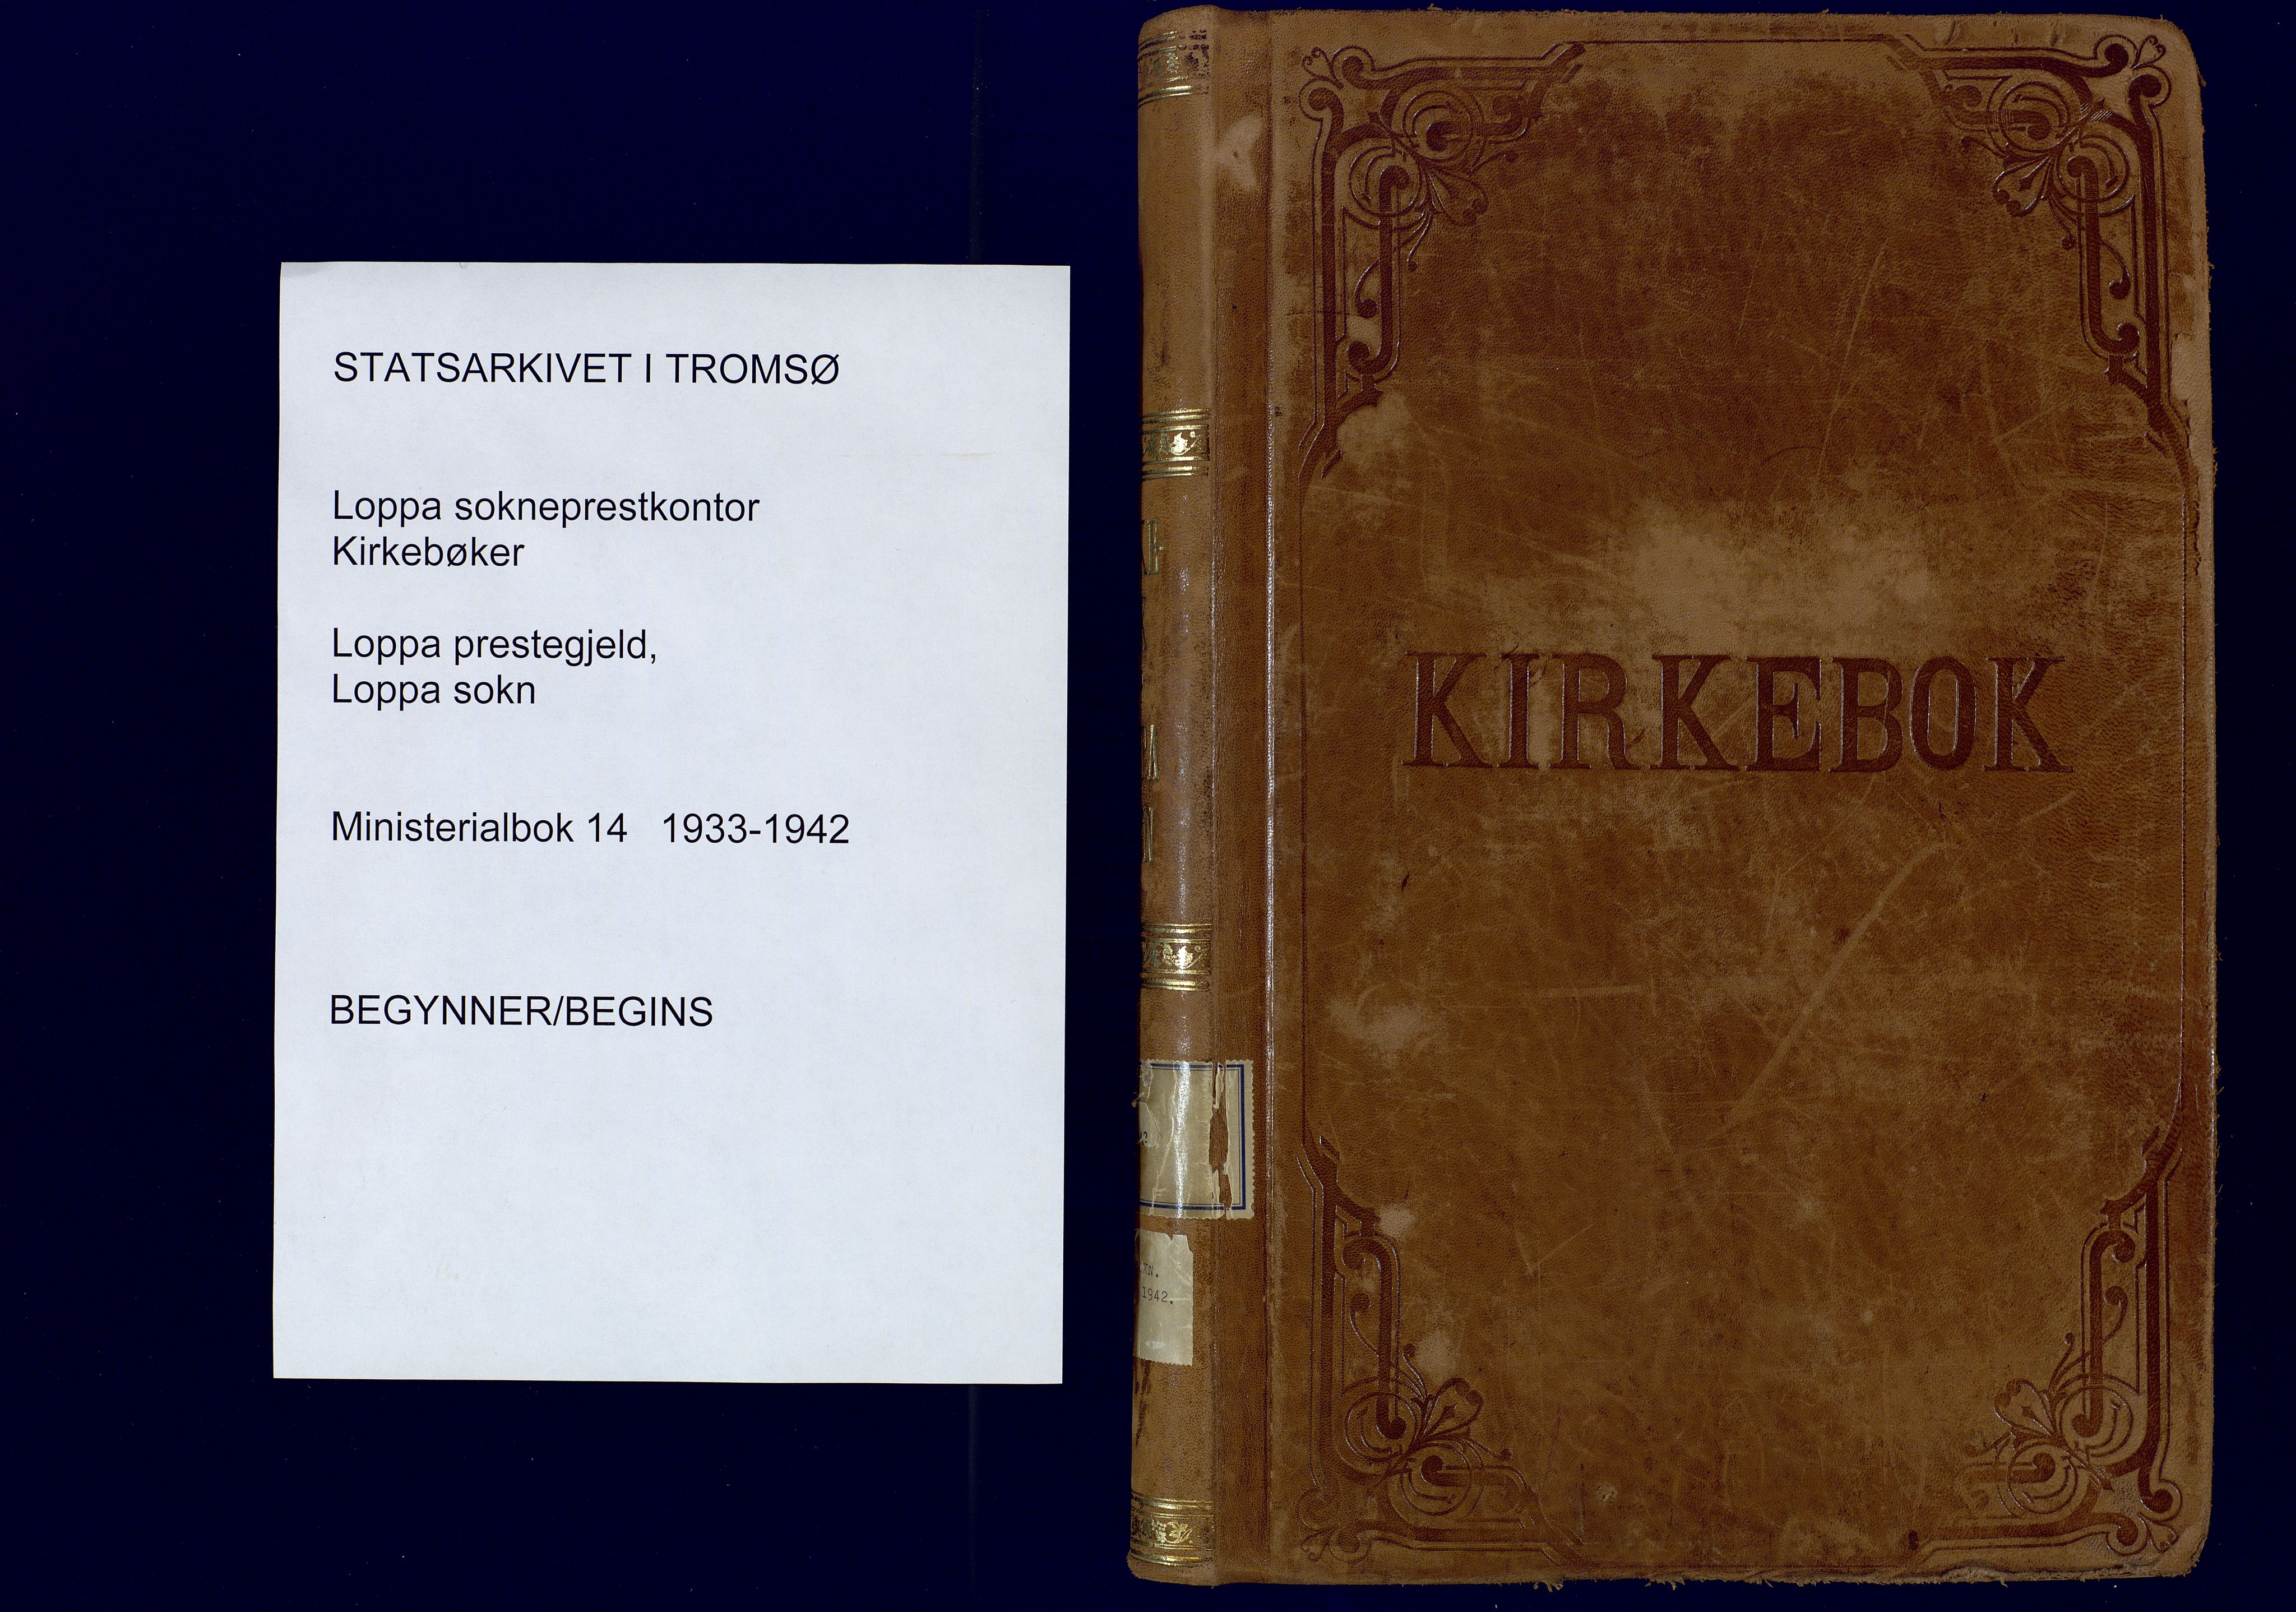 STATSARKIVET I TROMSØ
Loppa sokneprestkontor
Kirkebøker
Loppa prestegjeld,
Loppa sokn
Ministerialbok 14 1933-1942
BEGYNNER/BEGINS
KIRKEBOK
1942.